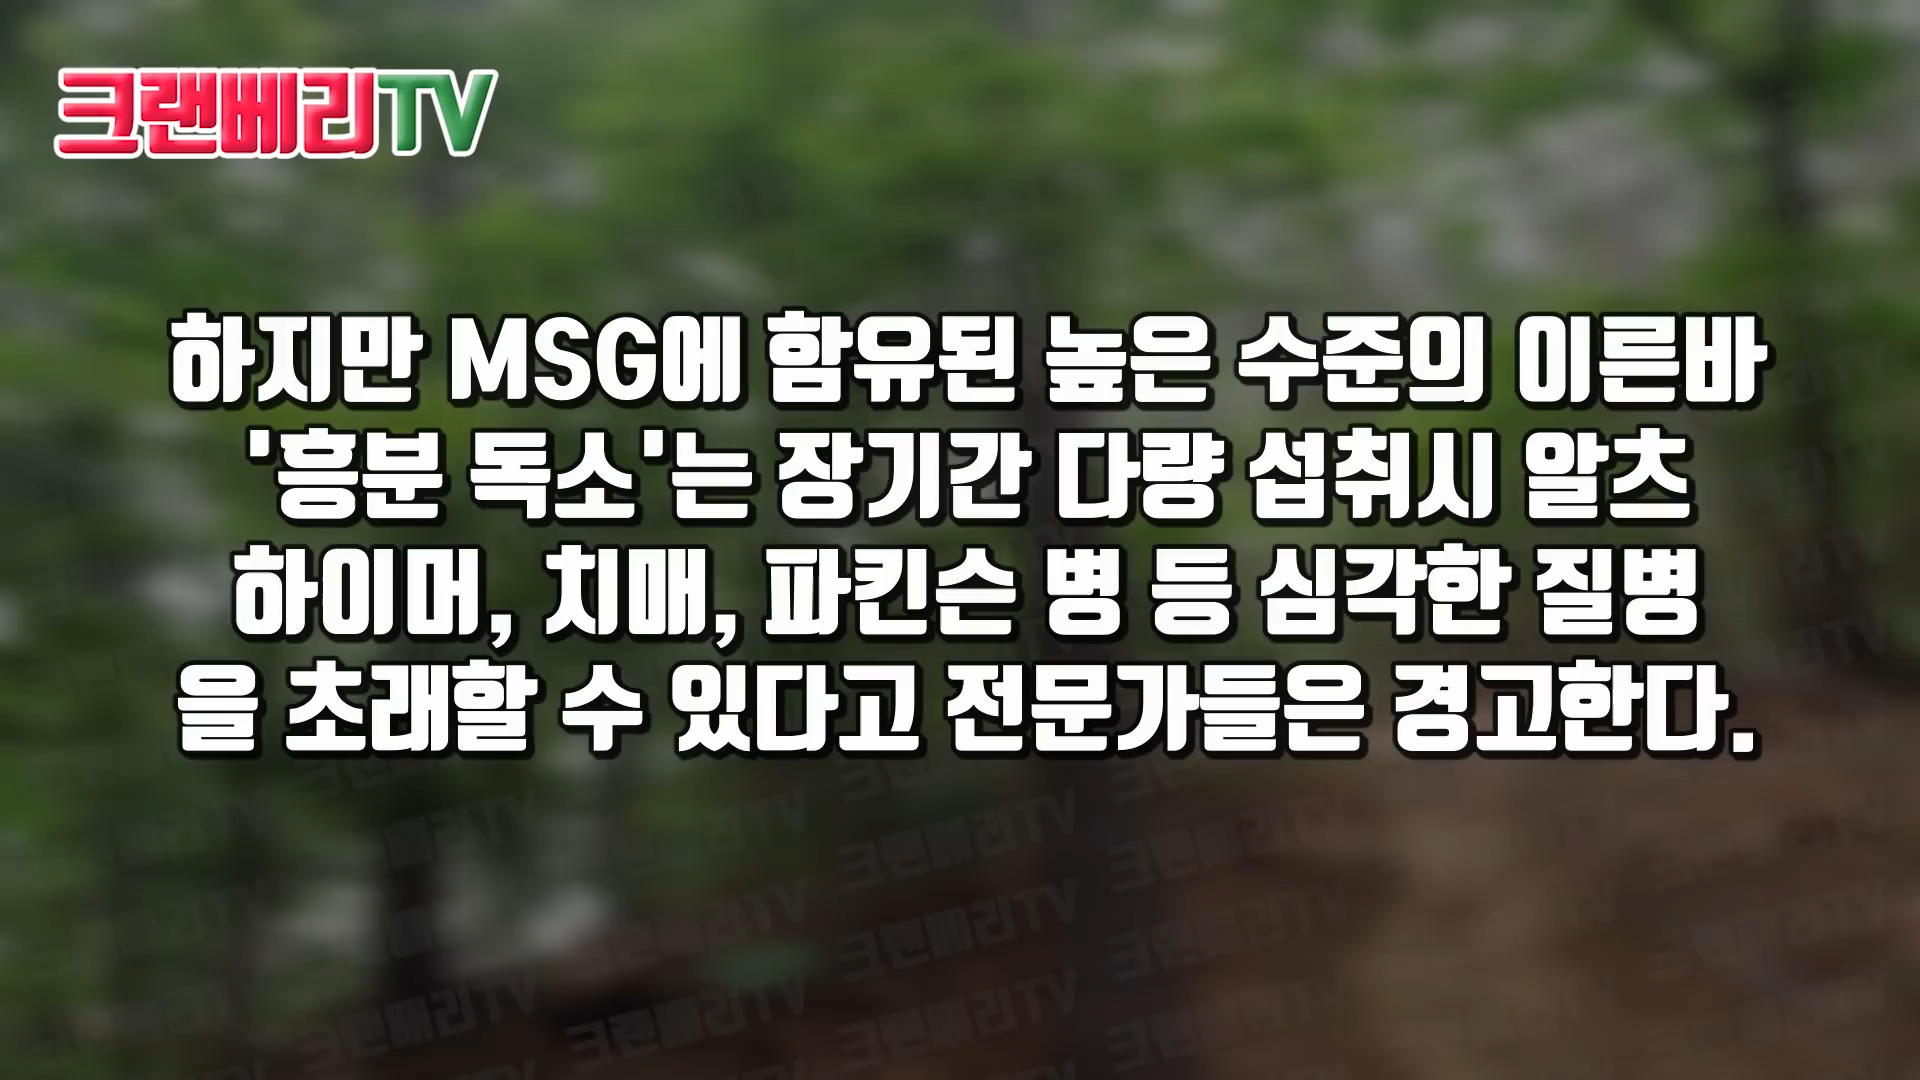 크랜베리TV
하지만 MSG에 함유된 높은 수준의 이른바
'흥분 독소'는 장기간 다량 섭취시 알츠
하이머, 치매, 파킨슨 병 등 심각한 질병
을 초래할 수 있다고 전문가들은 경고한다.